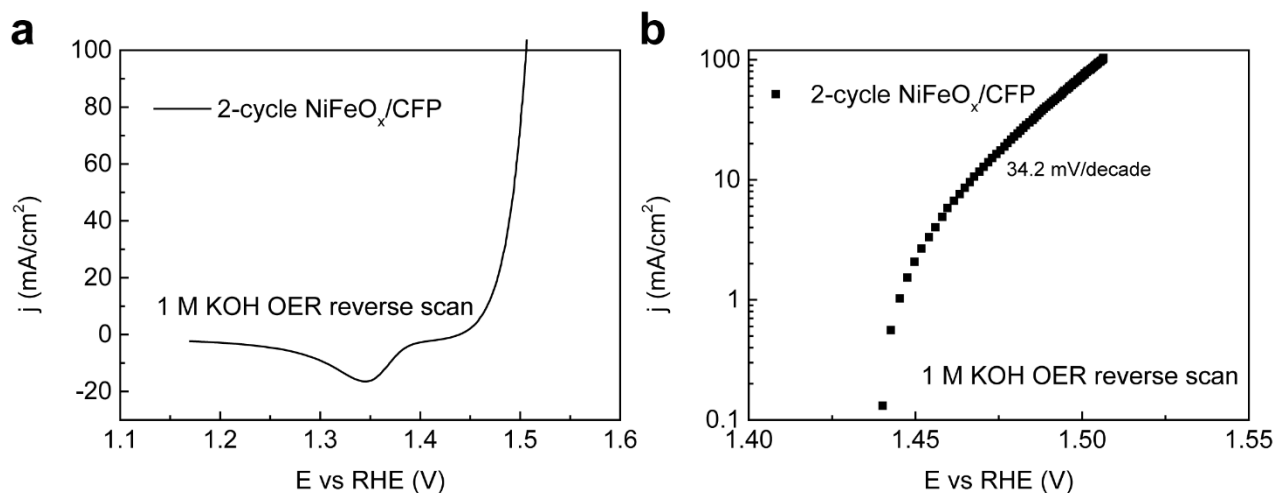 a
100
80
60
40
20
0
-20
j (mA/cm²)
2-cycle NiFeOₓ/CFP
1 M KOH OER reverse scan
1.1 1.2 1.3 1.4 1.5 1.6
E vs RHE (V)
b
100
10
1
0.1
j (mA/cm²)
2-cycle NiFeOₓ/CFP
34.2 mV/decade
1 M KOH OER reverse scan
1.40 1.45 1.50 1.55
E vs RHE (V)